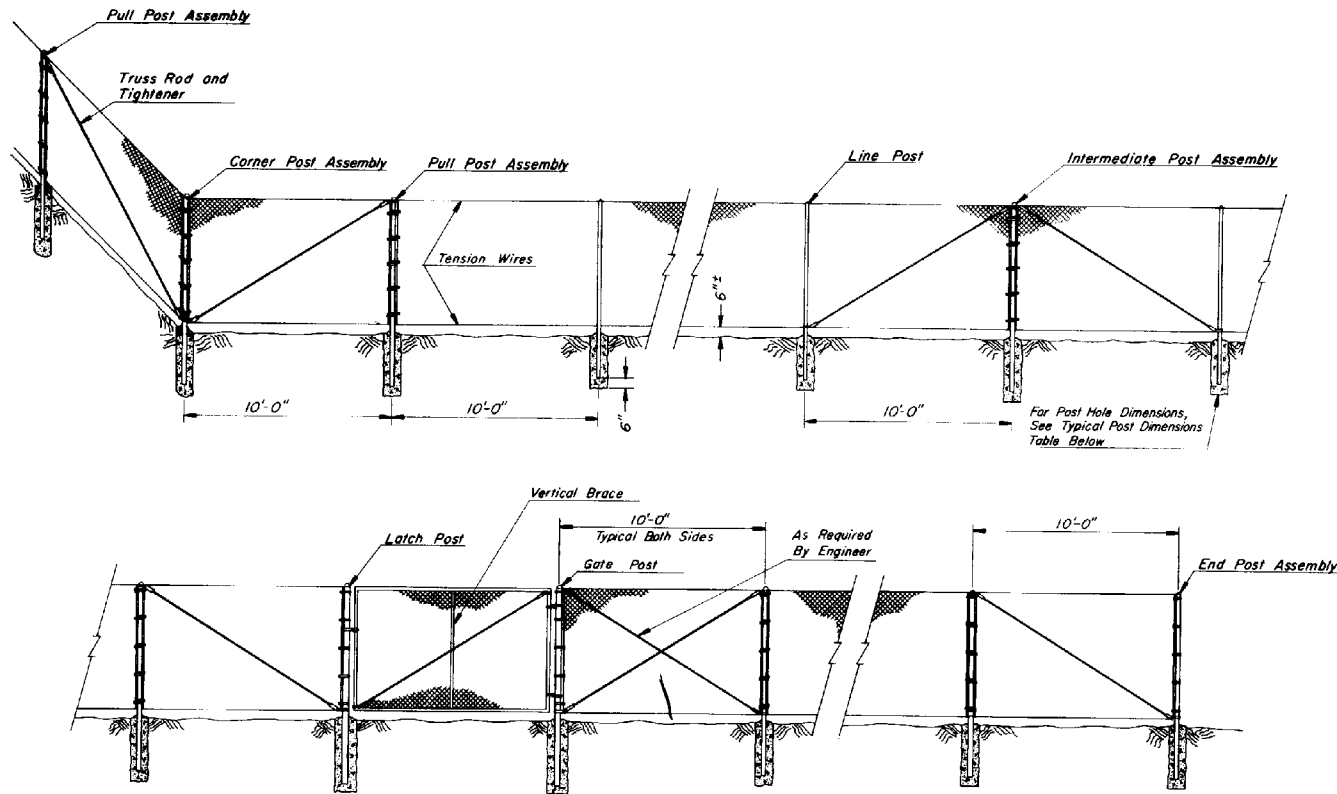 Pull Post Assembly
Truss Rod and
Tightener
Corner Post Assembly
Pull Post Assembly
Line Post
Intermediate Post Assembly
Tension Wires
6"±
10'-0"
10'-0"
6"
10'-0"
For Post Hole Dimensions,
See Typical Post Dimensions
Table Below
Vertical Brace
Latch Post
10'-0"
Typical Both Sides
Gate Post
As Required
By Engineer
10'-0"
End Post Assembly